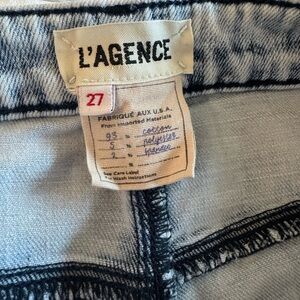 L'AGENCE
27
FABRIQUÉ AUX U.S.A.
From Imported Materials
93 % cotton
5 % polyester
2 % spandex
%
See Care Label
For Wash Instructions